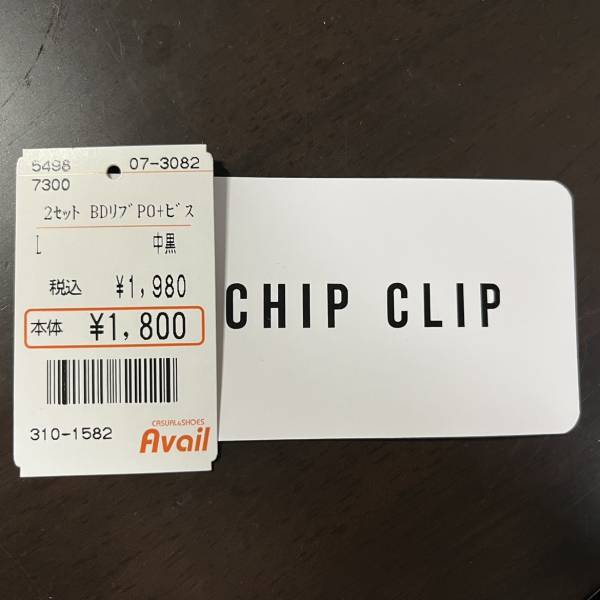 5498 07-3082
7300
2セット BDリブPO+ビス
L 中黒
税込 ¥1,980
本体 ¥1,800
310-1582
CASUAL&SHOES
Avail
CHIP CLIP